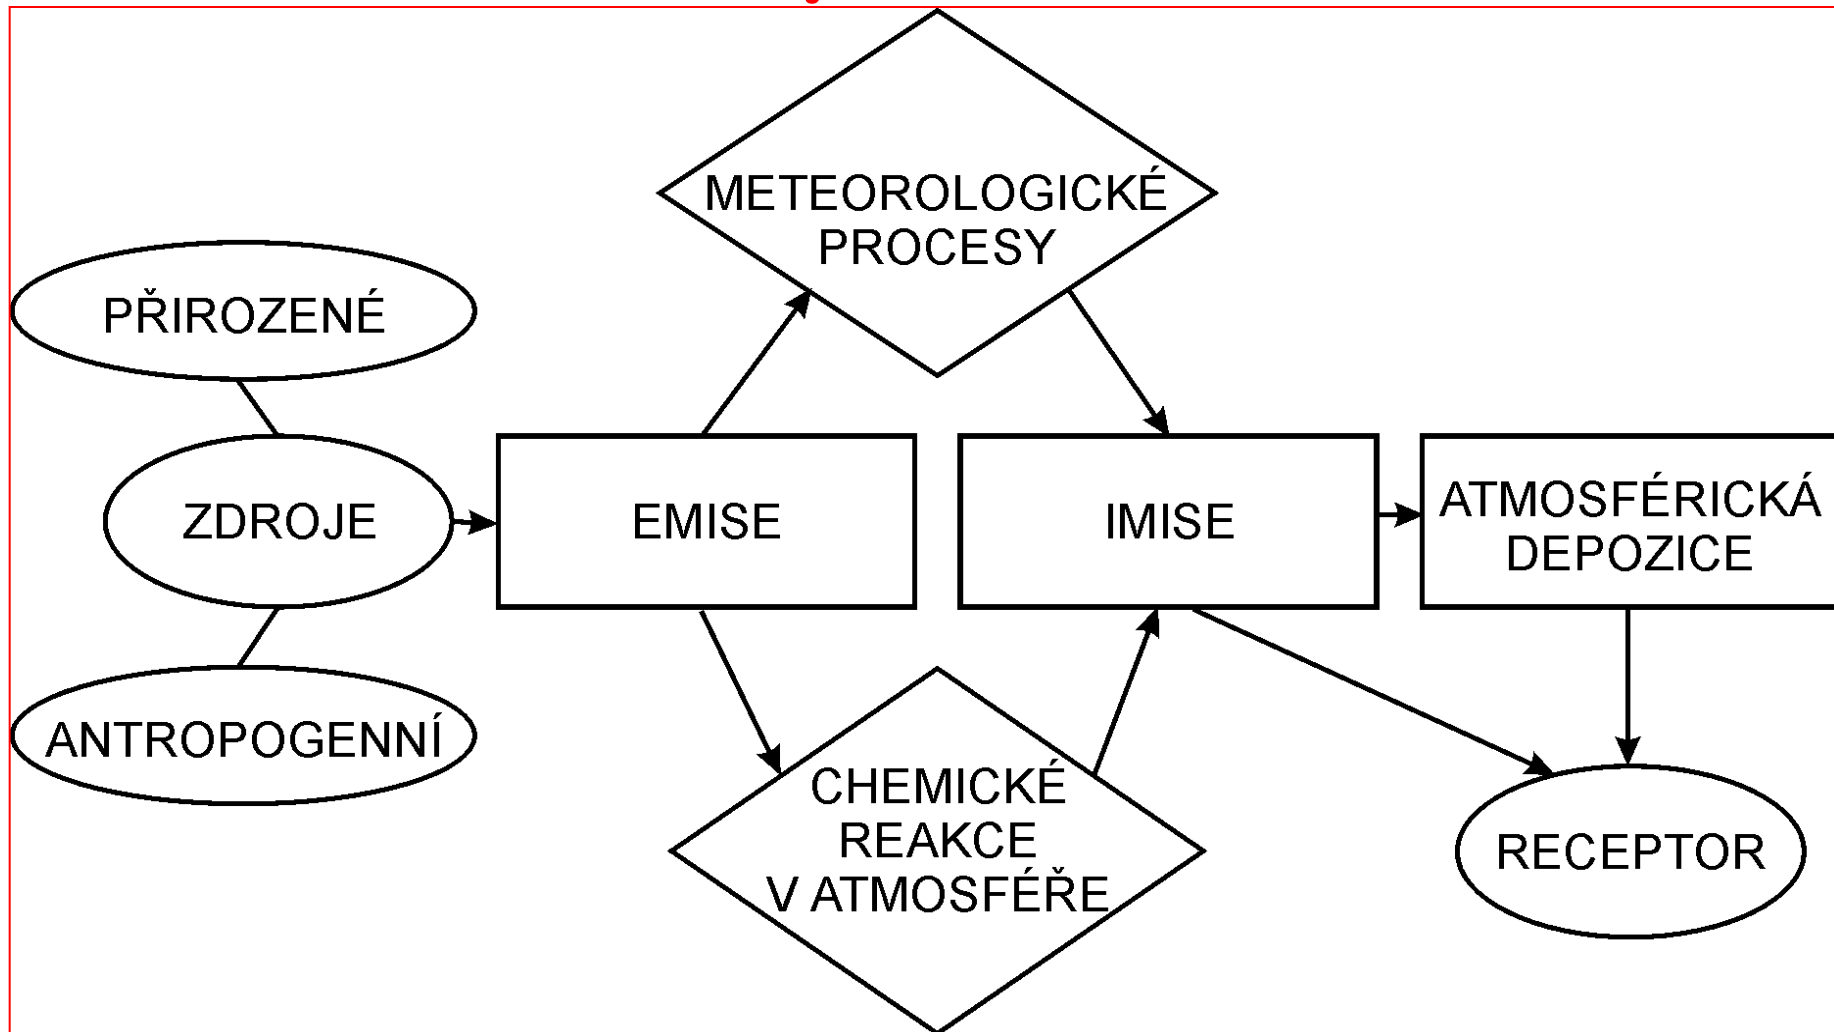 METEOROLOGICKÉ
PROCESY
PŘIROZENÉ
ZDROJE
EMISE
IMISE
ATMOSFÉRICKÁ
DEPOZICE
ANTROPOGENNÍ
CHEMICKÉ
REAKCE
V ATMOSFÉŘE
RECEPTOR